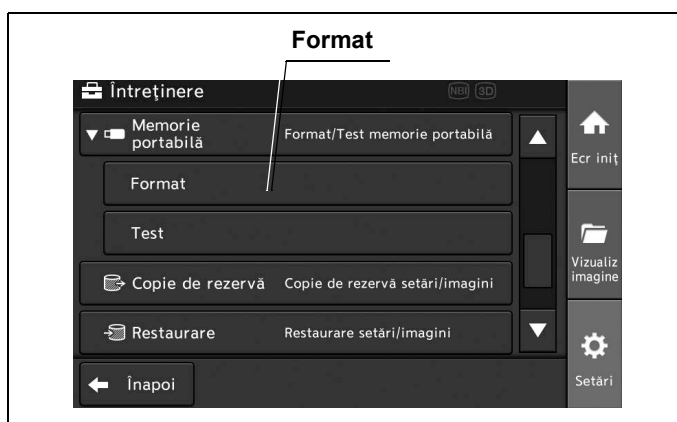 Format
Întreţinere
NBI 3D
Memorie
portabilă
Format/Test memorie portabilă
Format
Test
Copie de rezervă
Copie de rezervă setări/imagini
Restaurare
Restaurare setări/imagini
Înapoi
Ecr iniţ
Vizualiz
imagine
Setări